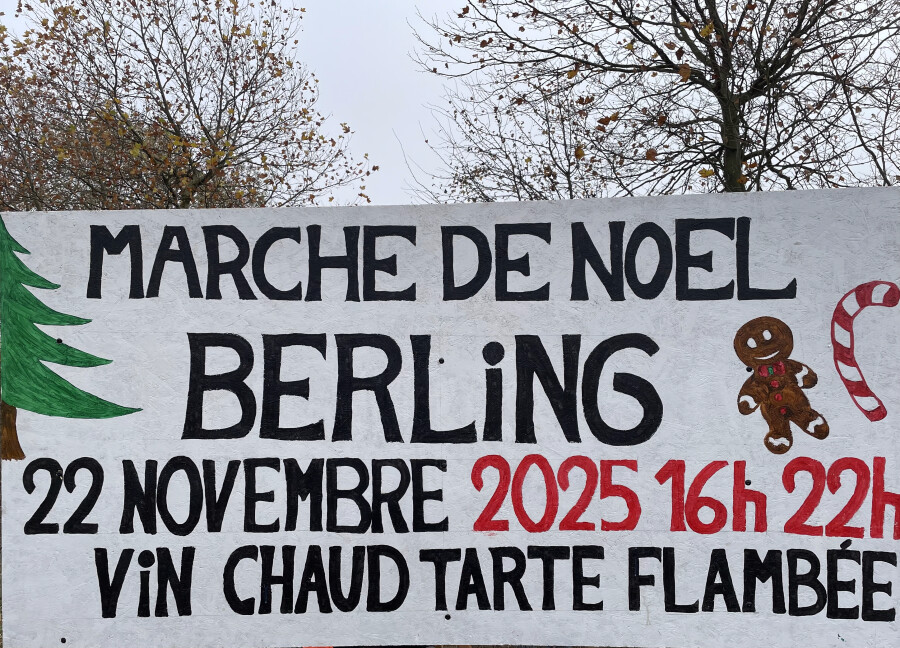 MARCHE DE NOEL
BERLiNG
22 NOVEMBRE 2025 16h 22h
ViN CHAUD TARTE FLAMBÉE